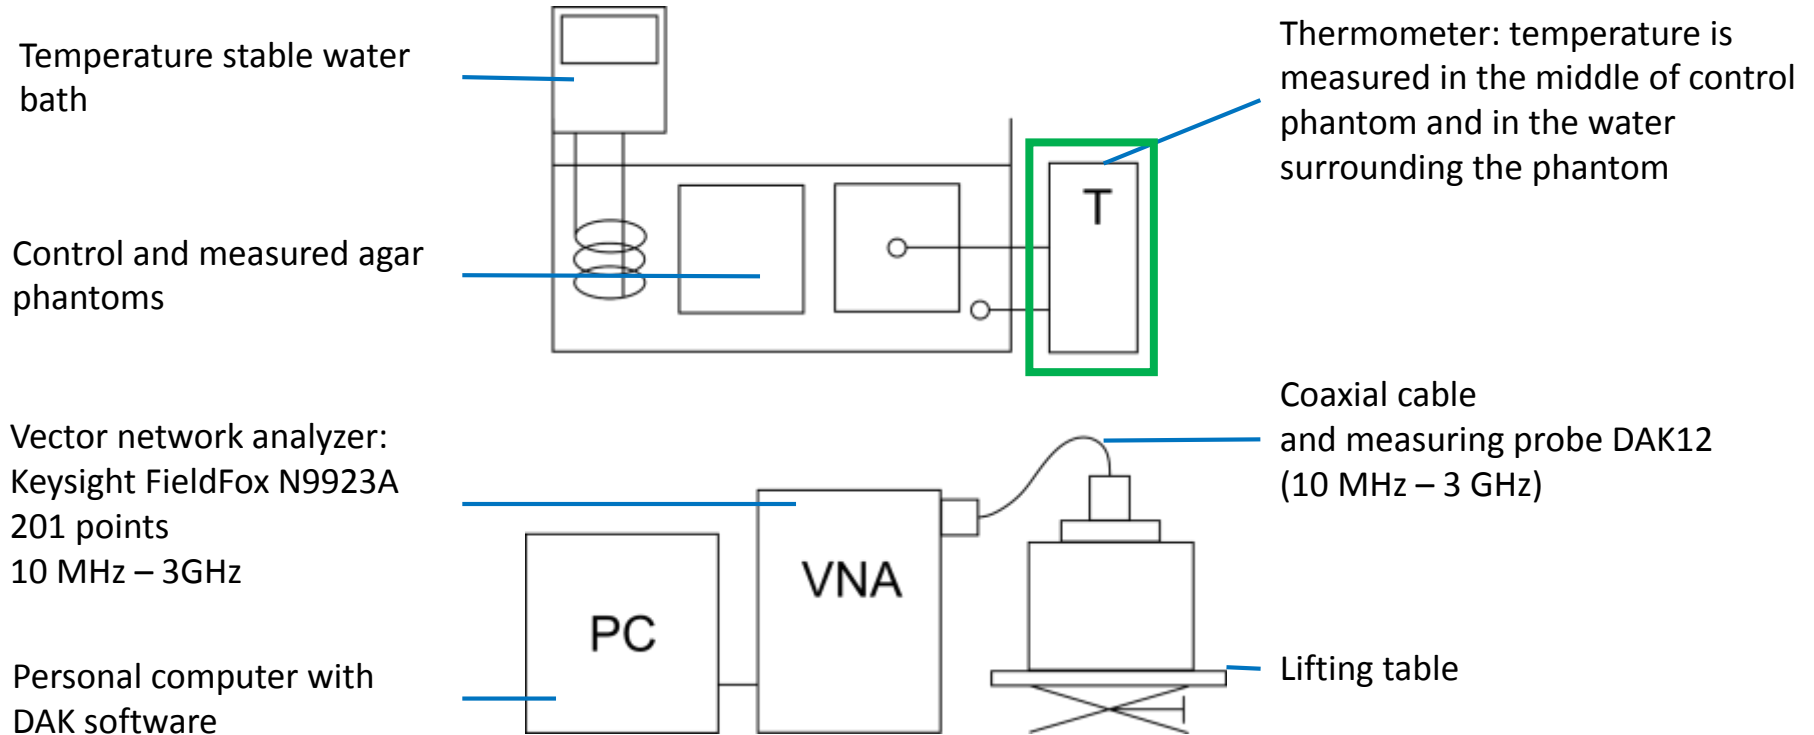 Temperature stable water
bath
Thermometer: temperature is
measured in the middle of control
phantom and in the water
surrounding the phantom
T
Control and measured agar
phantoms
Vector network analyzer:
Keysight FieldFox N9923A
201 points
10 MHz – 3GHz
Coaxial cable
and measuring probe DAK12
(10 MHz – 3 GHz)
VNA
PC
Personal computer with
DAK software
Lifting table